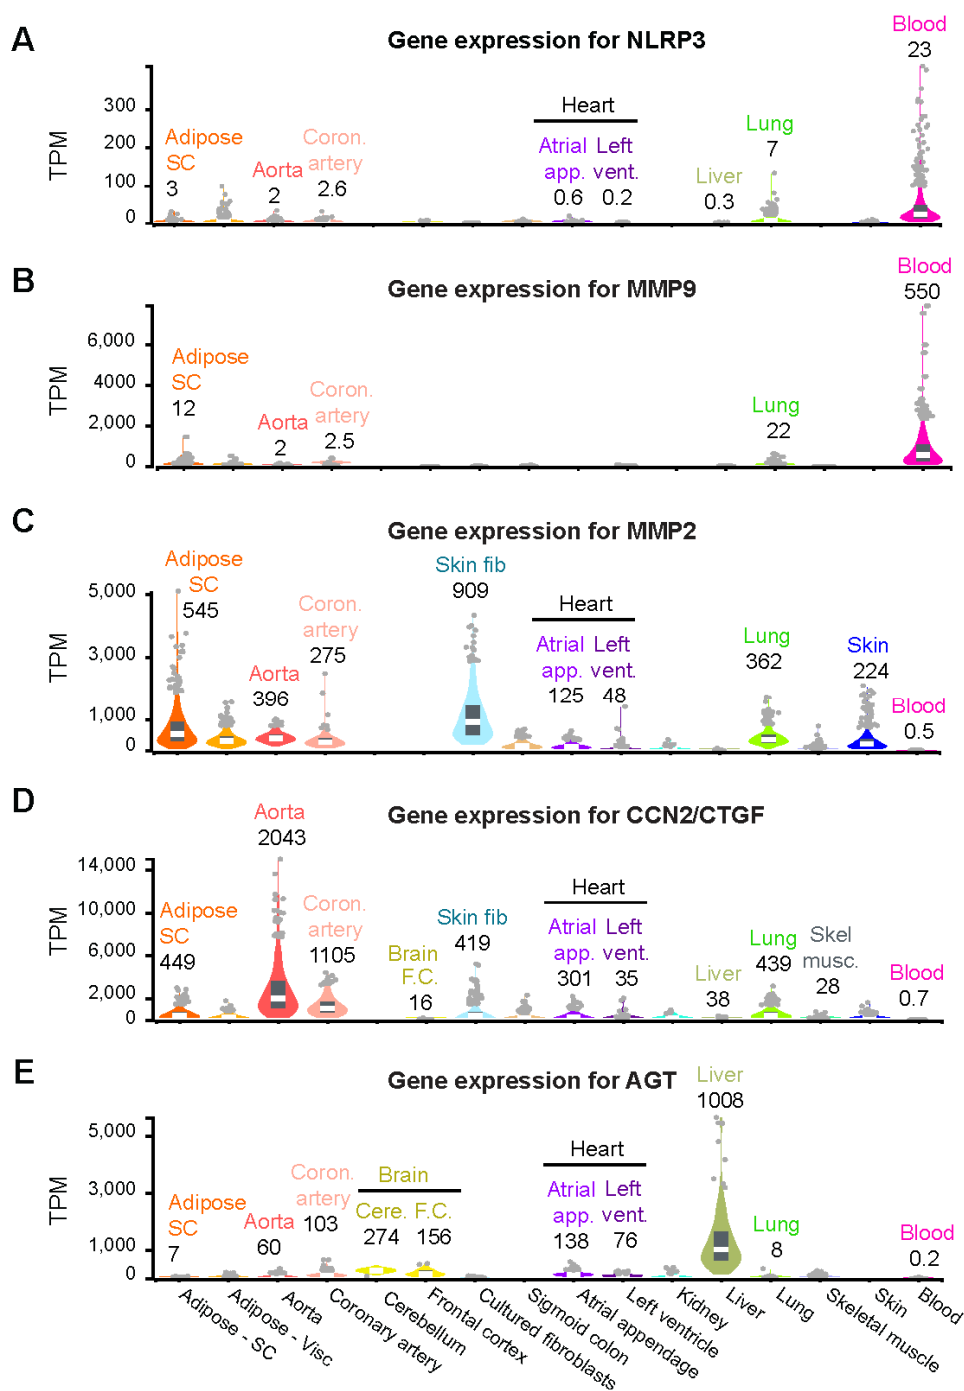 A
Gene expression for NLRP3
Blood
23
TPM
300
200
100
0
Adipose
SC
3
Aorta
2
Coron.
artery
2.6
Heart
Atrial
app.
0.6
Left
vent.
0.2
Liver
0.3
Lung
7
B
Gene expression for MMP9
Blood
550
TPM
6,000
4000
2,000
0
Adipose
SC
12
Aorta
2
Coron.
artery
2.5
Lung
22
C
Gene expression for MMP2
TPM
5,000
3,000
1,000
0
Adipose
SC
545
Aorta
396
Coron.
artery
275
Skin fib
909
Heart
Atrial
app.
125
Left
vent.
48
Lung
362
Skin
224
Blood
0.5
D
Gene expression for CCN2/CTGF
TPM
14,000
10,000
6,000
2,000
0
Adipose
SC
449
Aorta
2043
Coron.
artery
1105
Brain
F.C.
16
Skin fib
419
Heart
Atrial
app.
301
Left
vent.
35
Liver
38
Lung
439
Skel
musc.
28
Blood
0.7
E
Gene expression for AGT
TPM
5,000
3,000
1,000
0
Adipose
SC
7
Aorta
60
Coron.
artery
103
Brain
Cere.
274
F.C.
156
Heart
Atrial
app.
138
Left
vent.
76
Liver
1008
Lung
8
Blood
0.2
Adipose - SC
Adipose - Visc
Aorta
Coronary artery
Cerebellum
Frontal cortex
Cultured fibroblasts
Sigmoid colon
Atrial appendage
Left ventricle
Kidney
Liver
Lung
Skeletal muscle
Skin
Blood